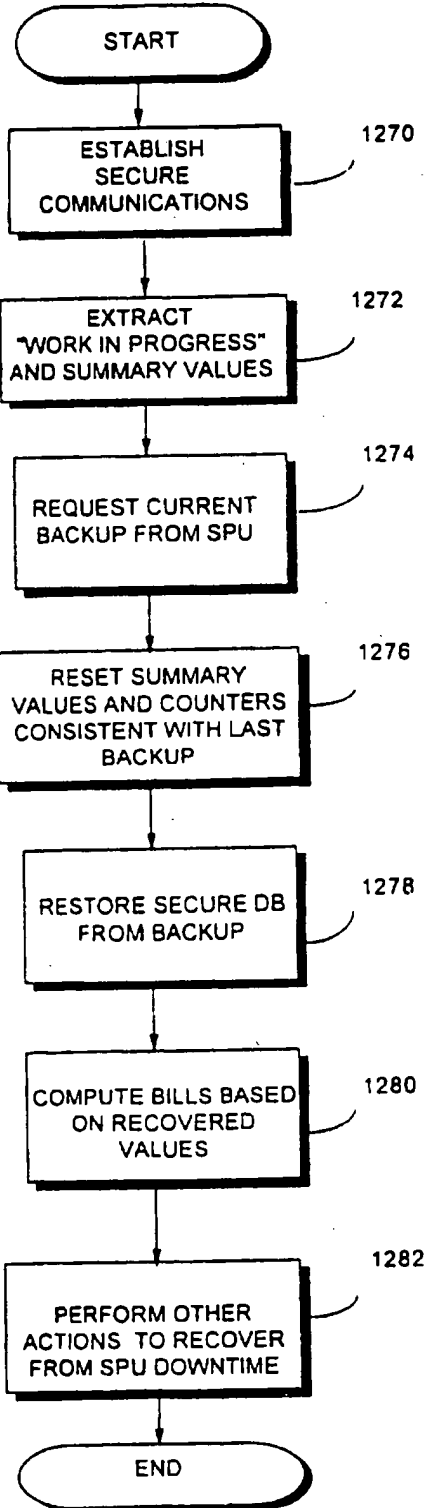 START
ESTABLISH
SECURE
COMMUNICATIONS
1270
EXTRACT
"WORK IN PROGRESS"
AND SUMMARY VALUES
1272
REQUEST CURRENT
BACKUP FROM SPU
1274
RESET SUMMARY
VALUES AND COUNTERS
CONSISTENT WITH LAST
BACKUP
1276
RESTORE SECURE DB
FROM BACKUP
1278
COMPUTE BILLS BASED
ON RECOVERED
VALUES
1280
PERFORM OTHER
ACTIONS TO RECOVER
FROM SPU DOWNTIME
1282
END